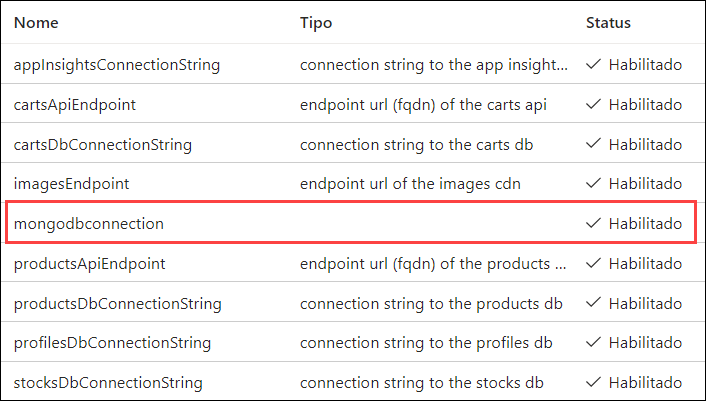 Nome Tipo Status
appInsightsConnectionString connection string to the app insight... Habilitado
cartsApiEndpoint endpoint url (fqdn) of the carts api Habilitado
cartsDbConnectionString connection string to the carts db Habilitado
imagesEndpoint endpoint url of the images cdn Habilitado
mongodbconnection Habilitado
productsApiEndpoint endpoint url (fqdn) of the products ... Habilitado
productsDbConnectionString connection string to the products db Habilitado
profilesDbConnectionString connection string to the profiles db Habilitado
stocksDbConnectionString connection string to the stocks db Habilitado